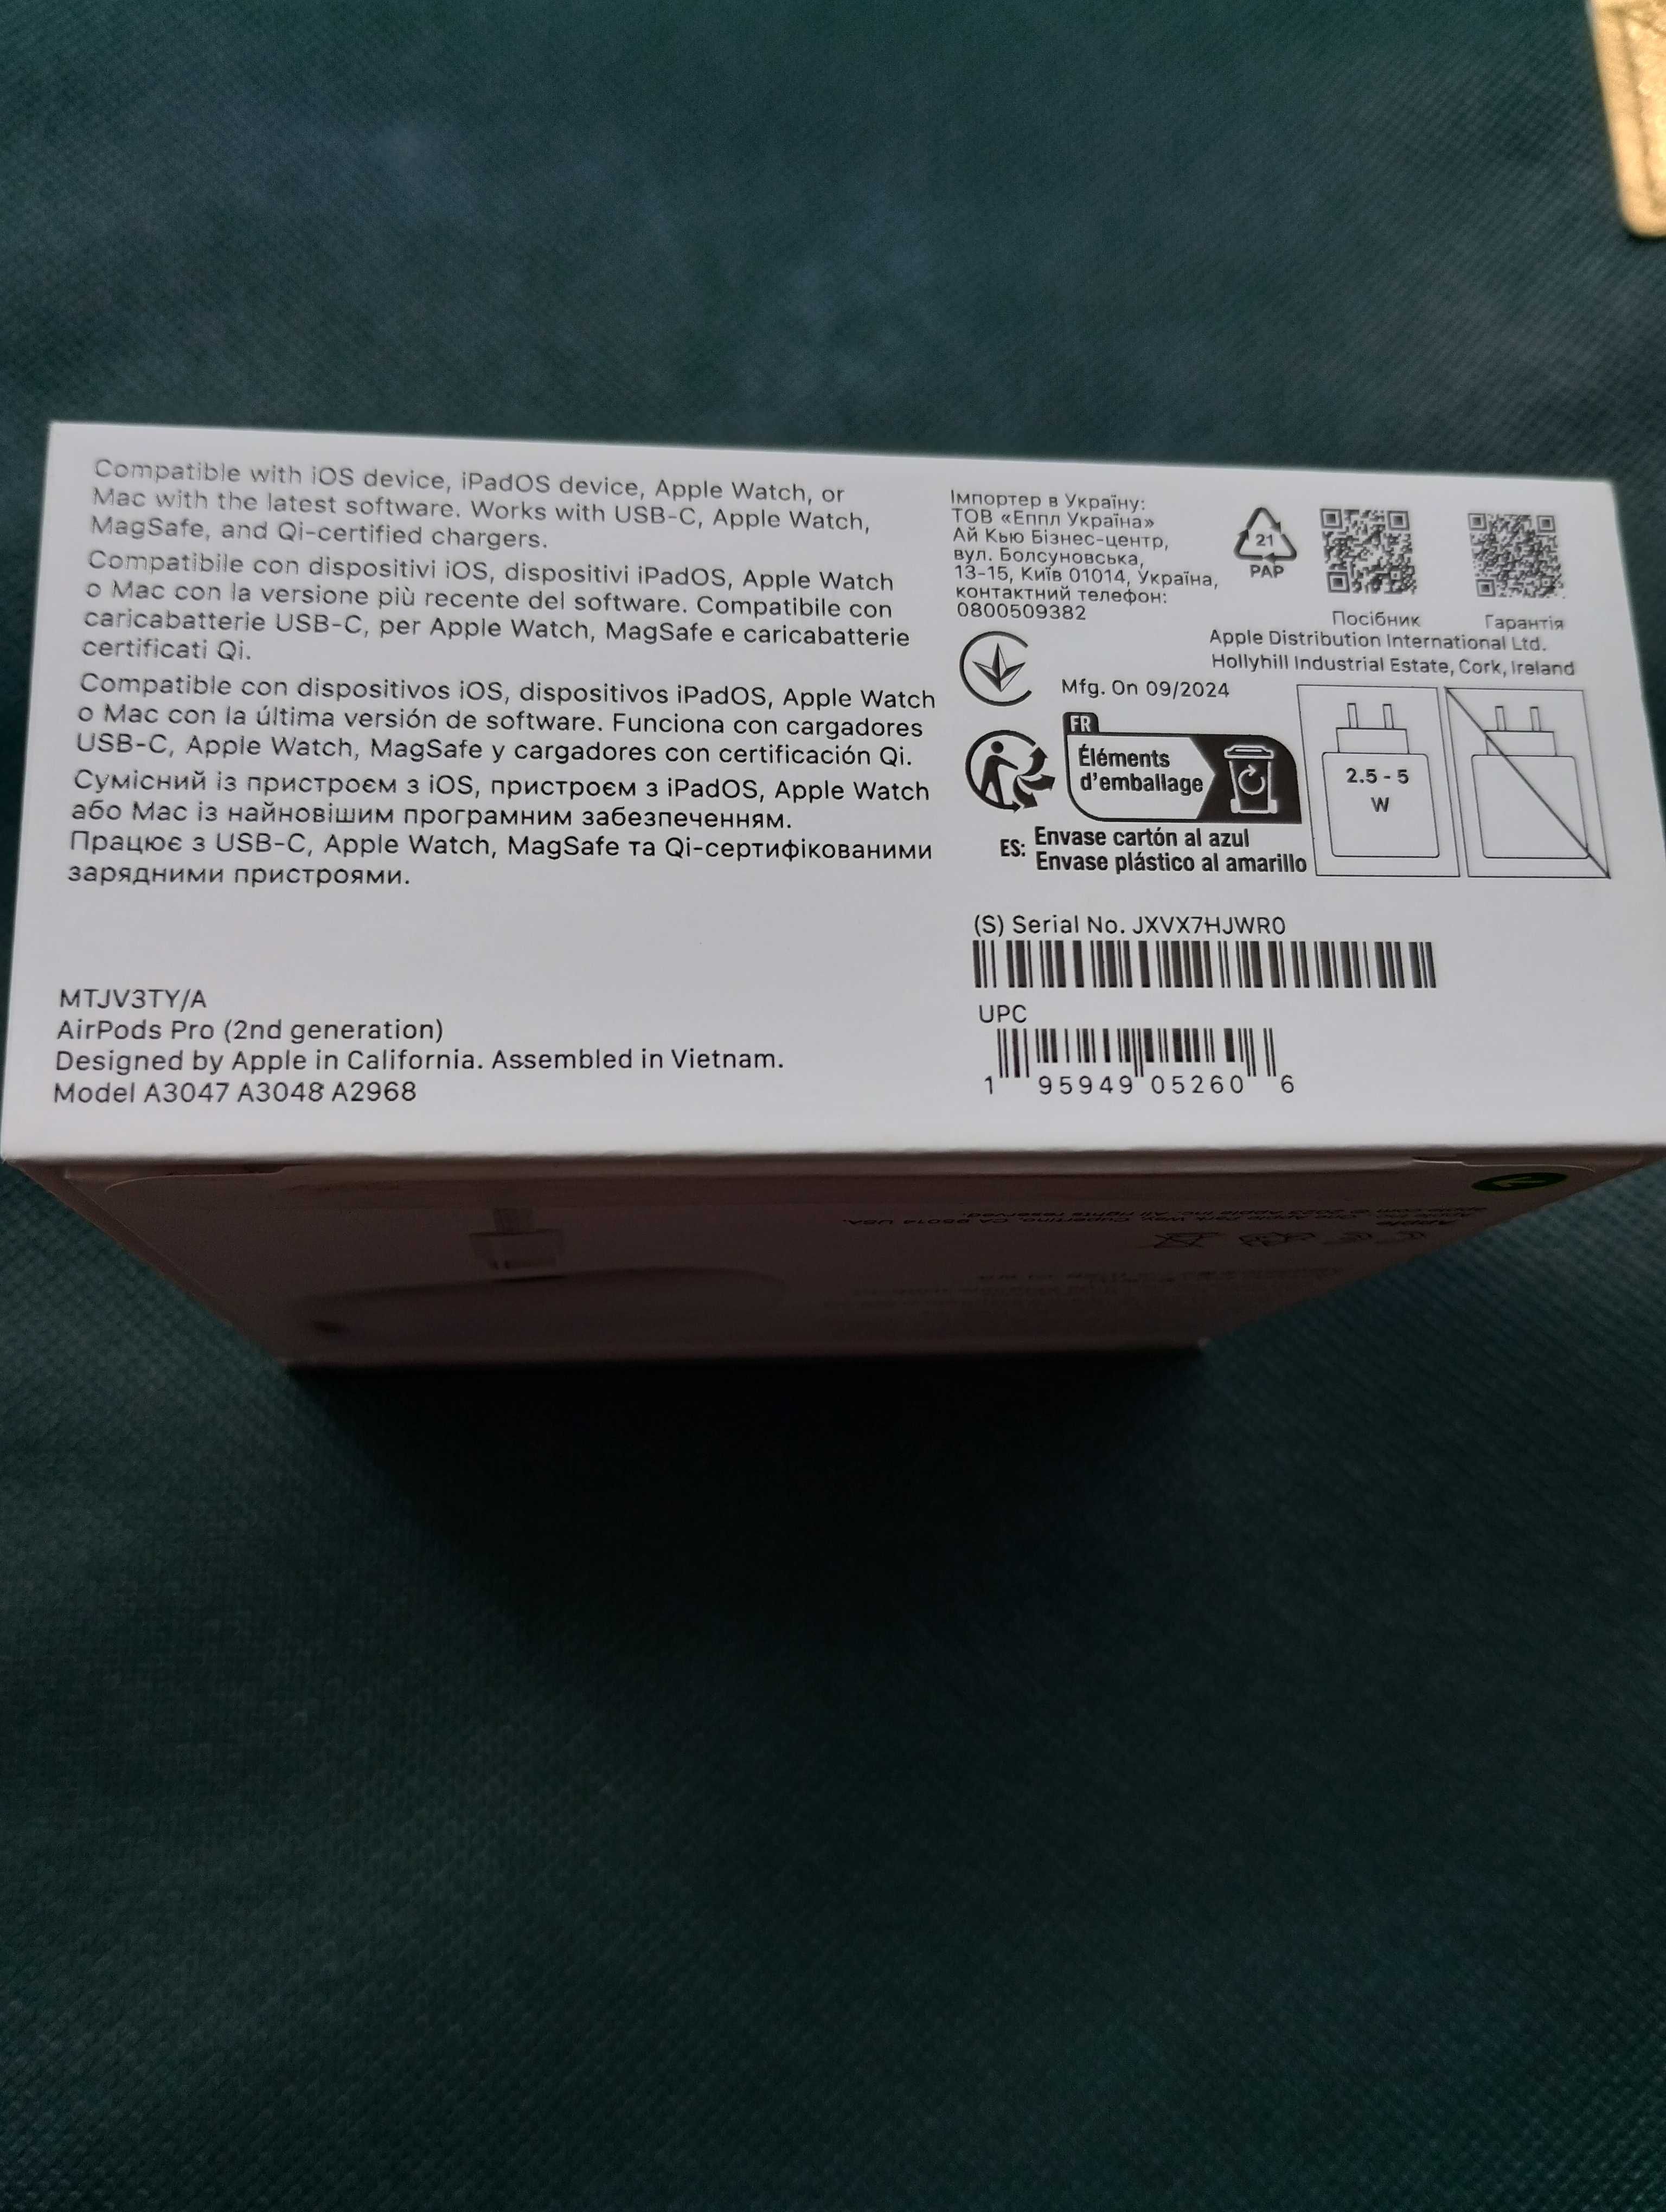 Compatible with iOS device, iPadOS device, Apple Watch, or
Mac with the latest software. Works with USB-C, Apple Watch,
MagSafe, and Qi-certified chargers.
Compatibile con dispositivi iOS, dispositivi iPadOS, Apple Watch
o Mac con la versione più recente del software. Compatibile con
caricabatterie USB-C, per Apple Watch, MagSafe e caricabatterie
certificati Qi.
Compatible con dispositivos iOS, dispositivos iPadOS, Apple Watch
o Mac con la última versión de software. Funciona con cargadores
USB-C, Apple Watch, MagSafe y cargadores con certificación Qi.
Сумісний із пристроєм з iOS, пристроєм з iPadOS, Apple Watch
або Mac із найновішим програмним забезпеченням.
Працює з USB-C, Apple Watch, MagSafe та Qi-сертифікованими
зарядними пристроями.
MTJV3TY/A
AirPods Pro (2nd generation)
Designed by Apple in California. Assembled in Vietnam.
Model A3047 A3048 A2968
Імпортер в Україну:
ТОВ «Еппл Україна»
Ай Кью Бізнес-центр,
вул. Болсуновська,
13-15, Київ 01014, Україна,
контактний телефон:
0800509382
21
PAP
Посібник
Гарантія
Apple Distribution International Ltd.
Hollyhill Industrial Estate, Cork, Ireland
Mfg. On 09/2024
FR
Éléments
d'emballage
ES: Envase cartón al azul
Envase plástico al amarillo
2.5 - 5
W
(S) Serial No. JXVX7HJWR0
UPC
1 95949 05260 6